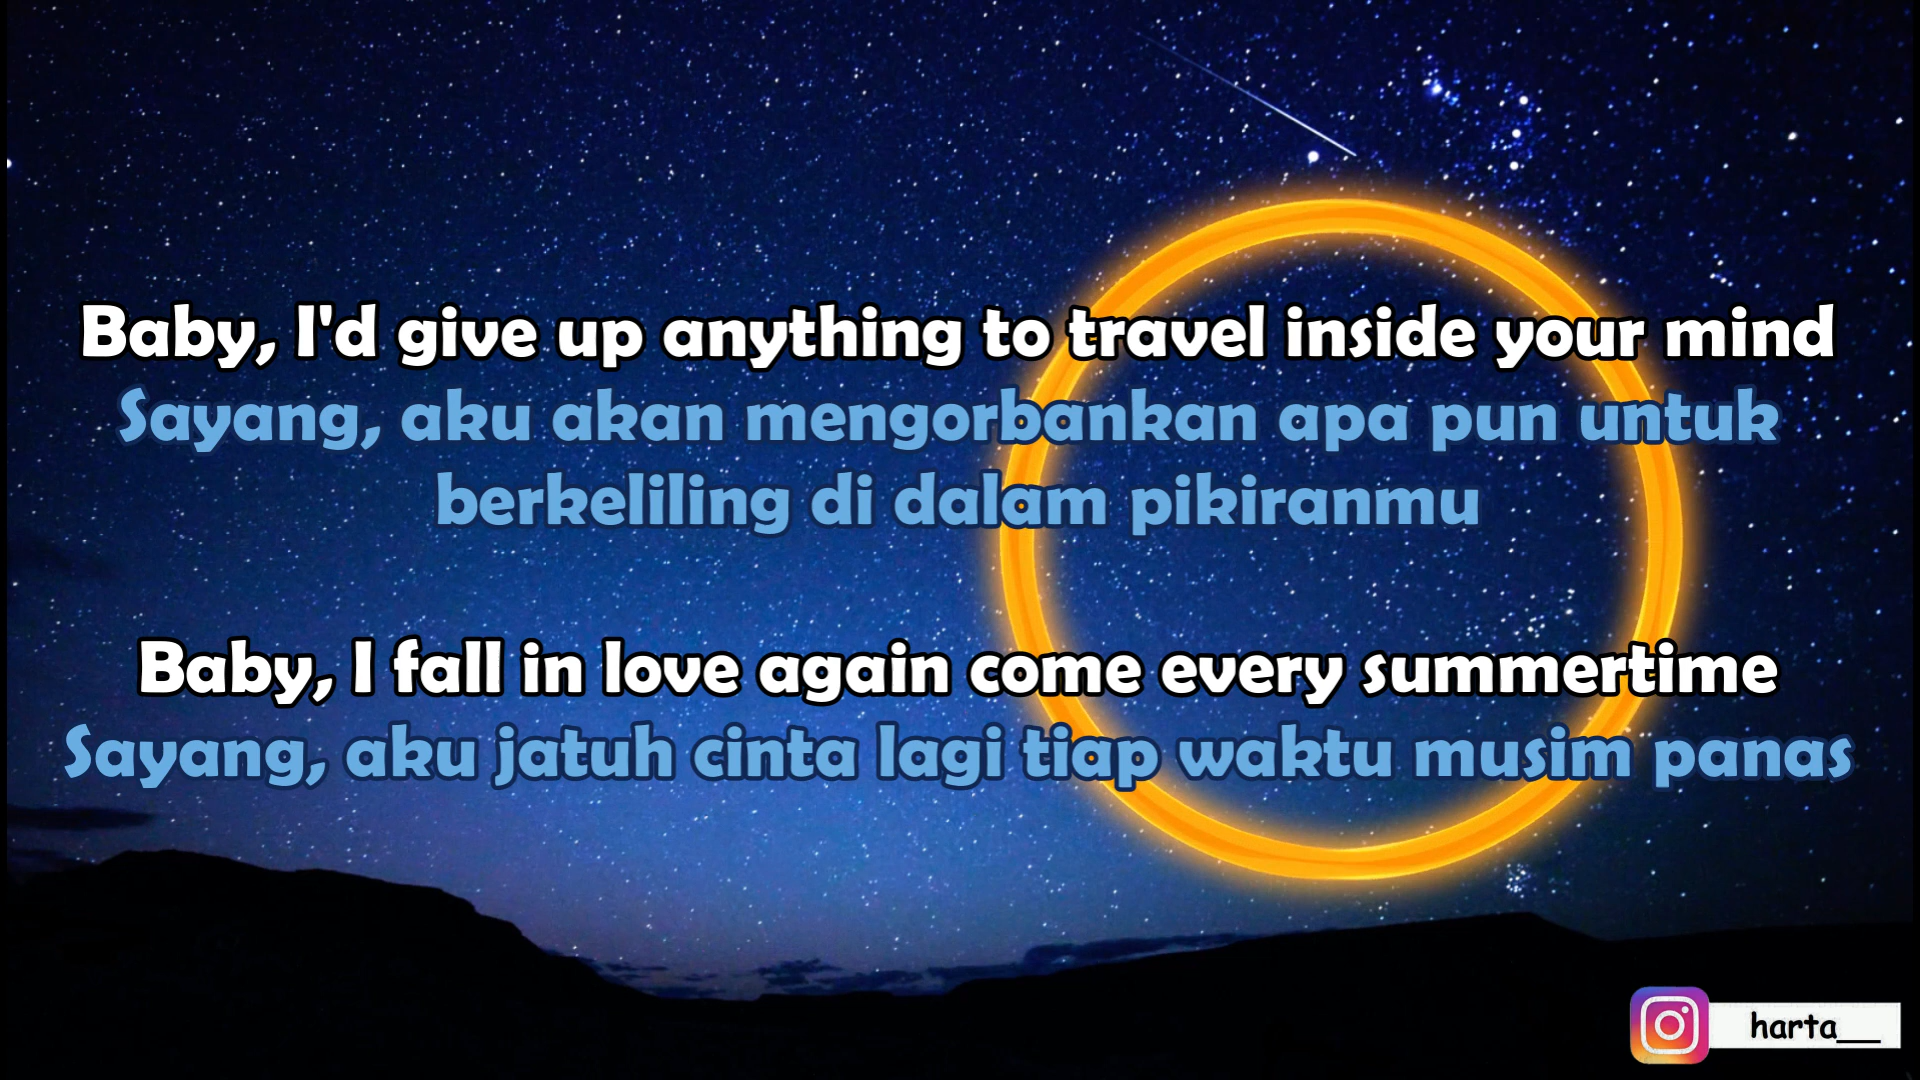 Baby, I'd give up anything to travel inside your mind
Sayang, aku akan mengorbankan apa pun untuk
berkeliling di dalam pikiranmu
Baby, I fall in love again come every summertime
Sayang, aku jatuh cinta lagi tiap waktu musim panas
harta__